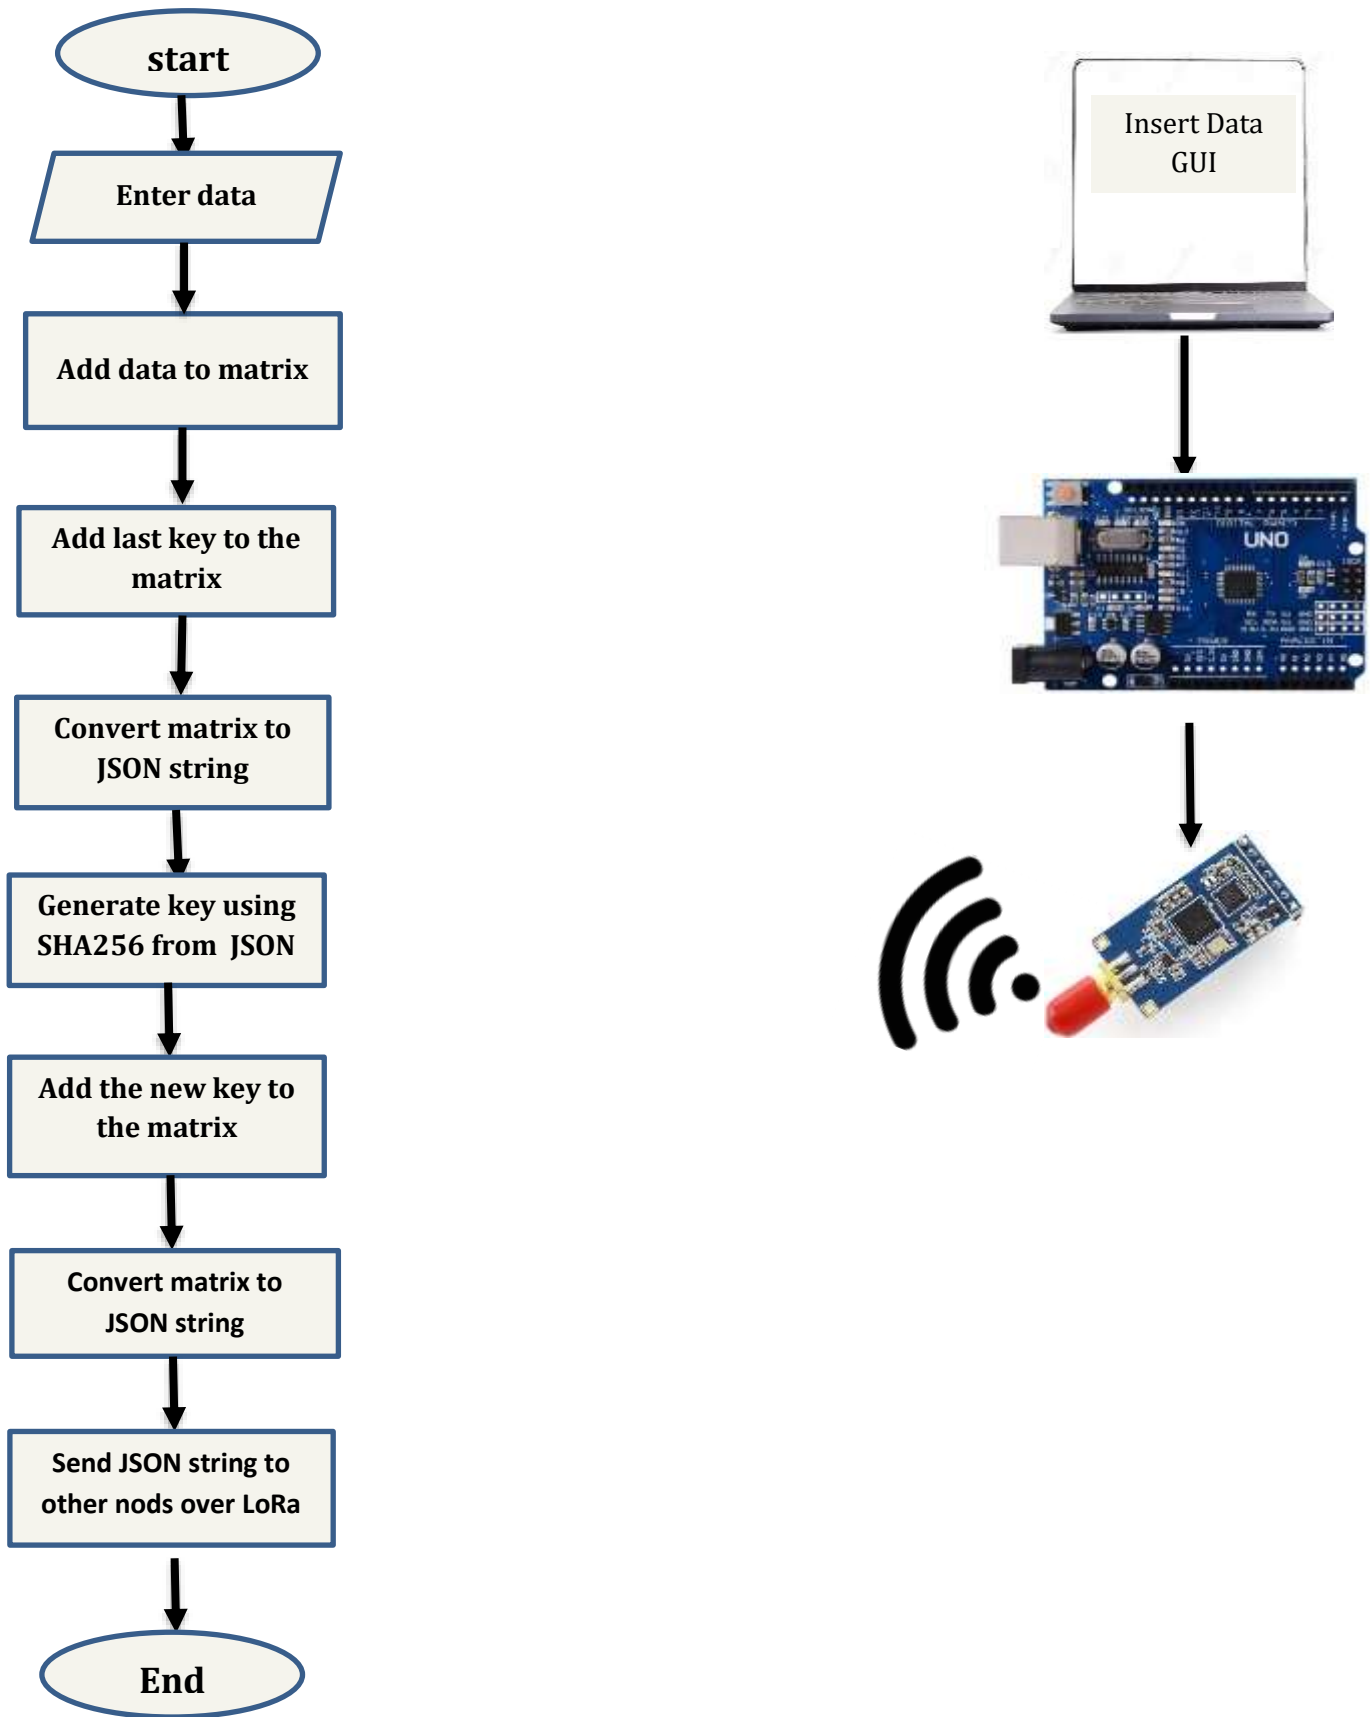 start
Enter data
Add data to matrix
Add last key to the
matrix
Convert matrix to
JSON string
Generate key using
SHA256 from JSON
Add the new key to
the matrix
Convert matrix to
JSON string
Send JSON string to
other nods over LoRa
End
Insert Data
GUI
UNO